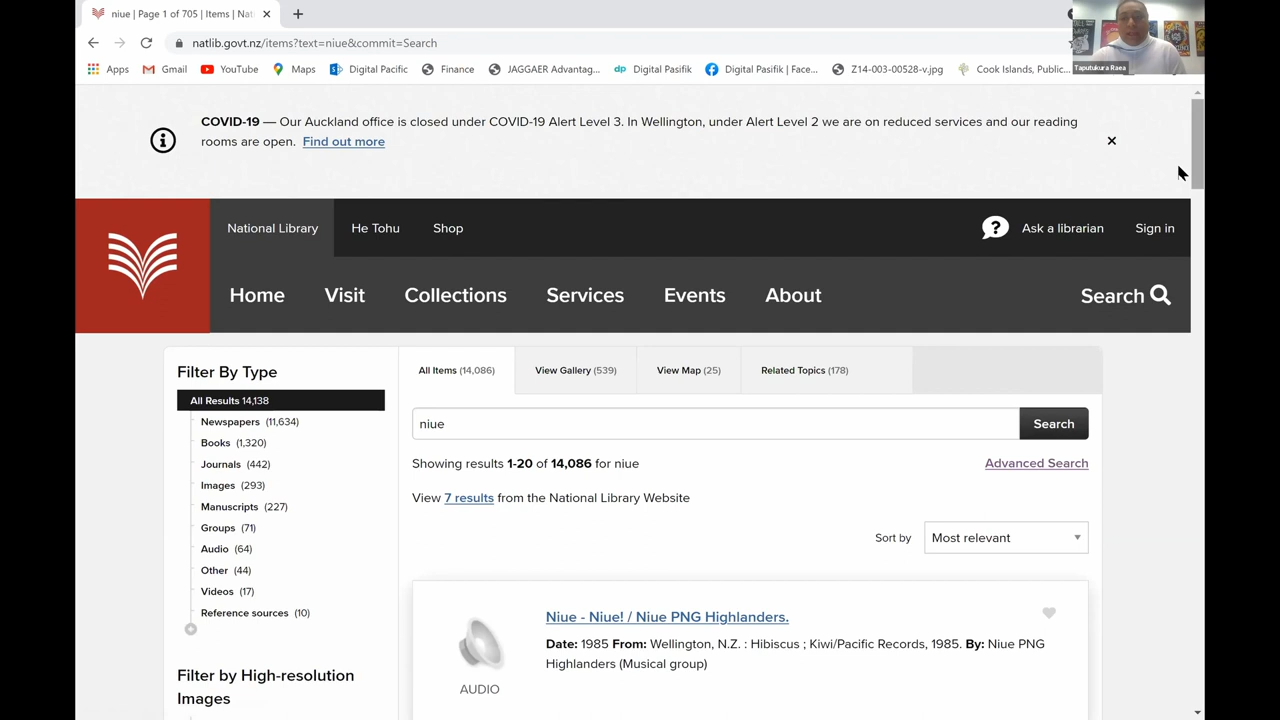 niue | Page 1 of 705 | Items | Nat
natlib.govt.nz/items?text=niue&commit=Search
Apps Gmail YouTube Maps Digital Pasific Finance JAGGAER Advantag... Digital Pasifik Digital Pasifik | Face... Z14-003-00528-v.jpg Cook Islands, Public...
Taputukura Raea
COVID-19 — Our Auckland office is closed under COVID-19 Alert Level 3. In Wellington, under Alert Level 2 we are on reduced services and our reading
rooms are open. Find out more
National Library He Tohu Shop Ask a librarian Sign in
Home Visit Collections Services Events About Search
Filter By Type
All Results 14,138
Newspapers (11,634)
Books (1,320)
Journals (442)
Images (293)
Manuscripts (227)
Groups (71)
Audio (64)
Other (44)
Videos (17)
Reference sources (10)
Filter by High-resolution
Images
All Items (14,086) View Gallery (539) View Map (25) Related Topics (178)
niue Search
Showing results 1-20 of 14,086 for niue Advanced Search
View 7 results from the National Library Website
Sort by Most relevant
Niue - Niue! / Niue PNG Highlanders.
Date: 1985 From: Wellington, N.Z. : Hibiscus ; Kiwi/Pacific Records, 1985. By: Niue PNG
Highlanders (Musical group)
AUDIO